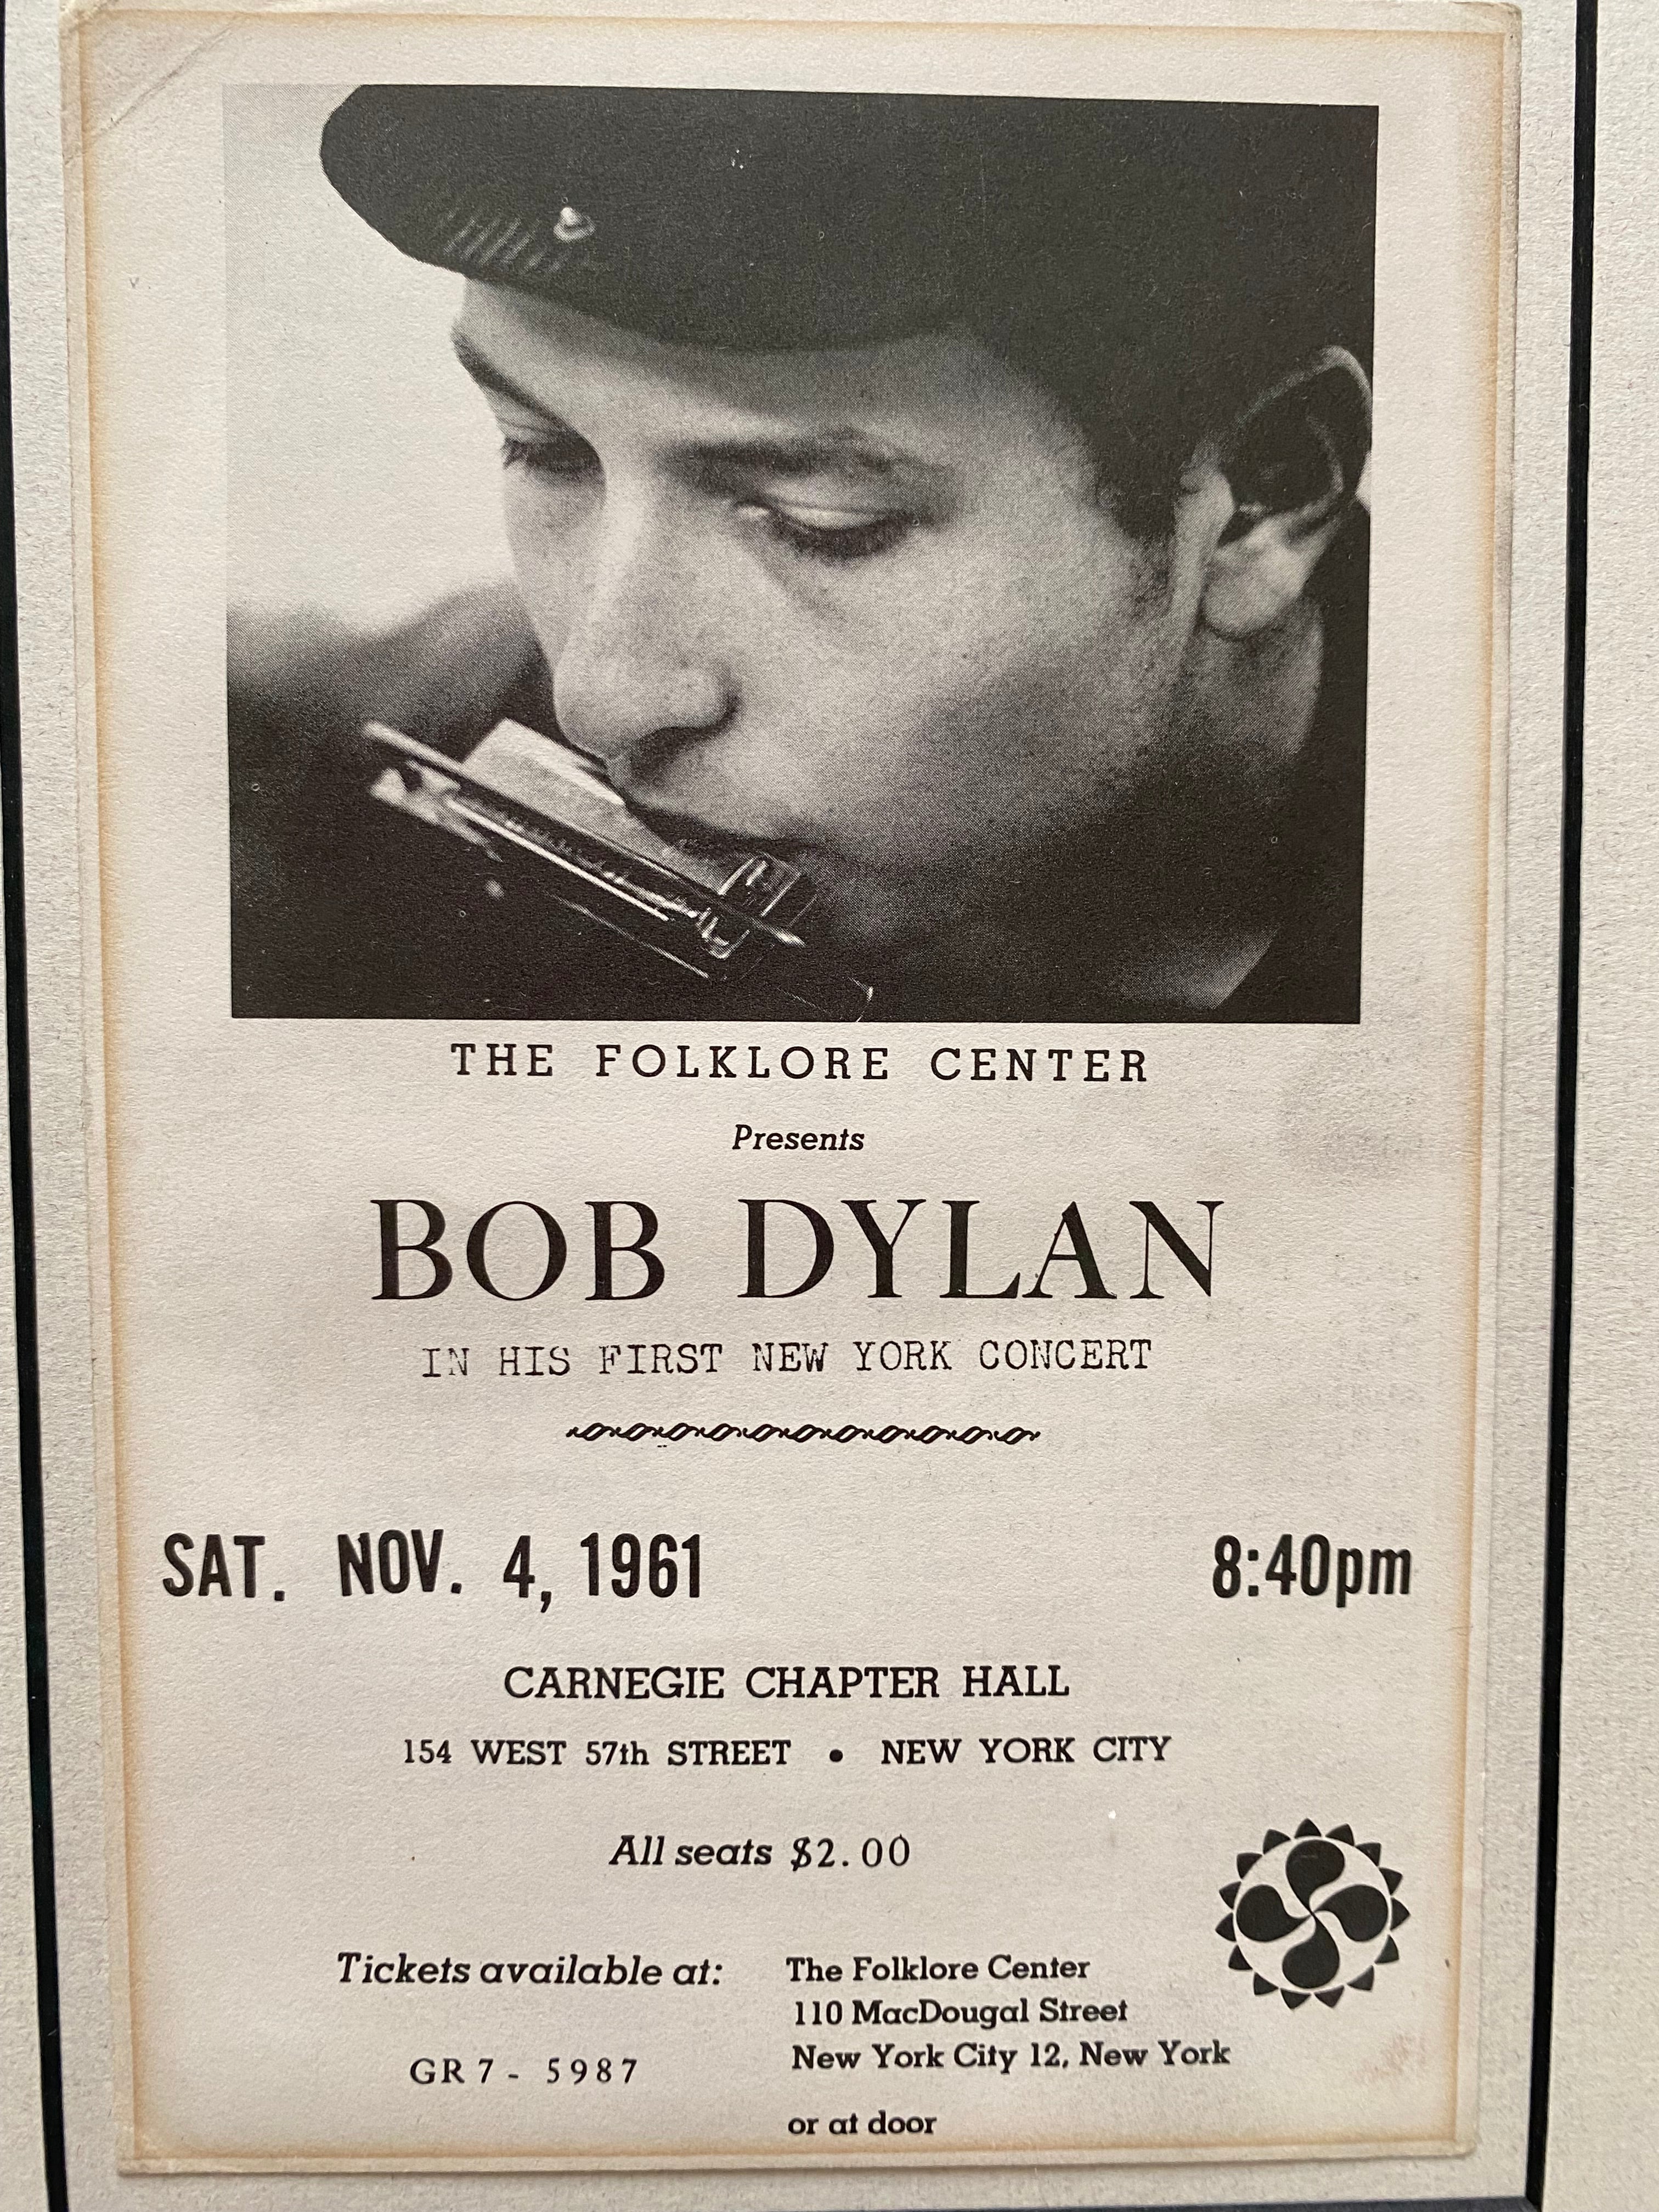 THE FOLKLORE CENTER
Presents
BOB DYLAN
IN HIS FIRST NEW YORK CONCERT
SAT. NOV. 4, 1961 8:40pm
CARNEGIE CHAPTER HALL
154 WEST 57th STREET • NEW YORK CITY
All seats $2.00
Tickets available at: The Folklore Center
110 MacDougal Street
GR 7 - 5987 New York City 12, New York
or at door